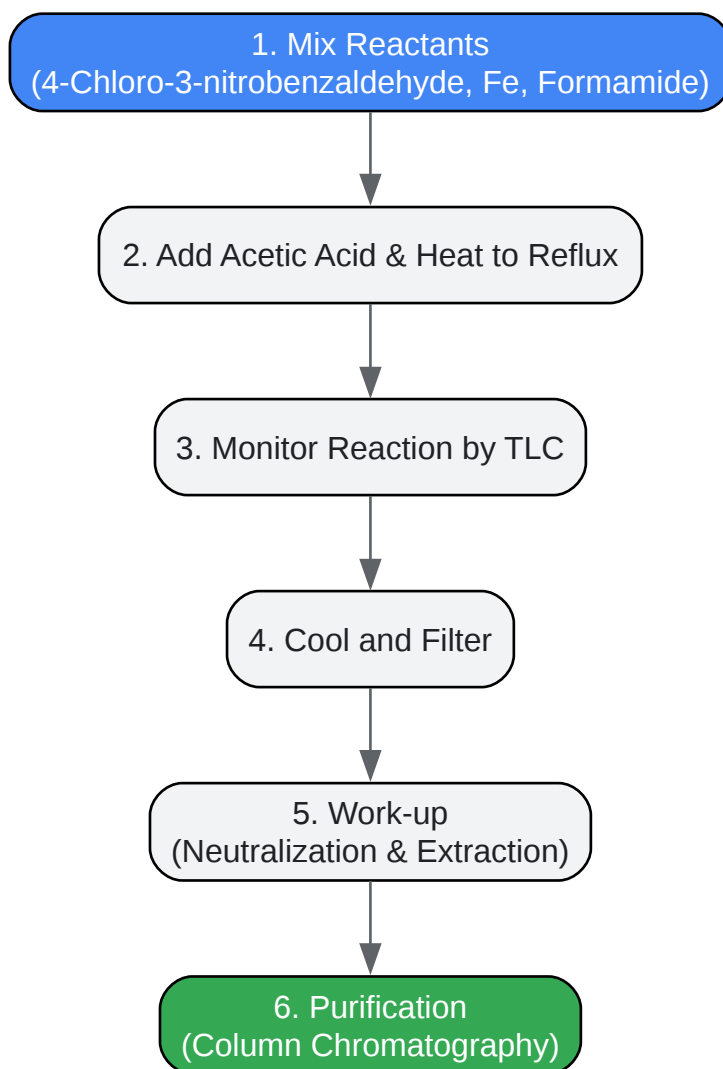 1. Mix Reactants
(4-Chloro-3-nitrobenzaldehyde, Fe, Formamide)
2. Add Acetic Acid & Heat to Reflux
3. Monitor Reaction by TLC
4. Cool and Filter
5. Work-up
(Neutralization & Extraction)
6. Purification
(Column Chromatography)